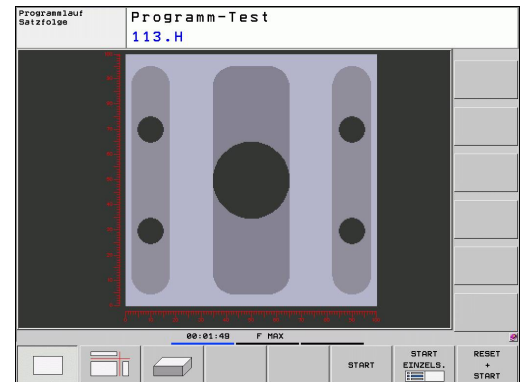 Programmlauf
Satzfolge
Programm-Test
113.H
00:01:49 F MAX
START
START
EINZELS.
RESET
+
START